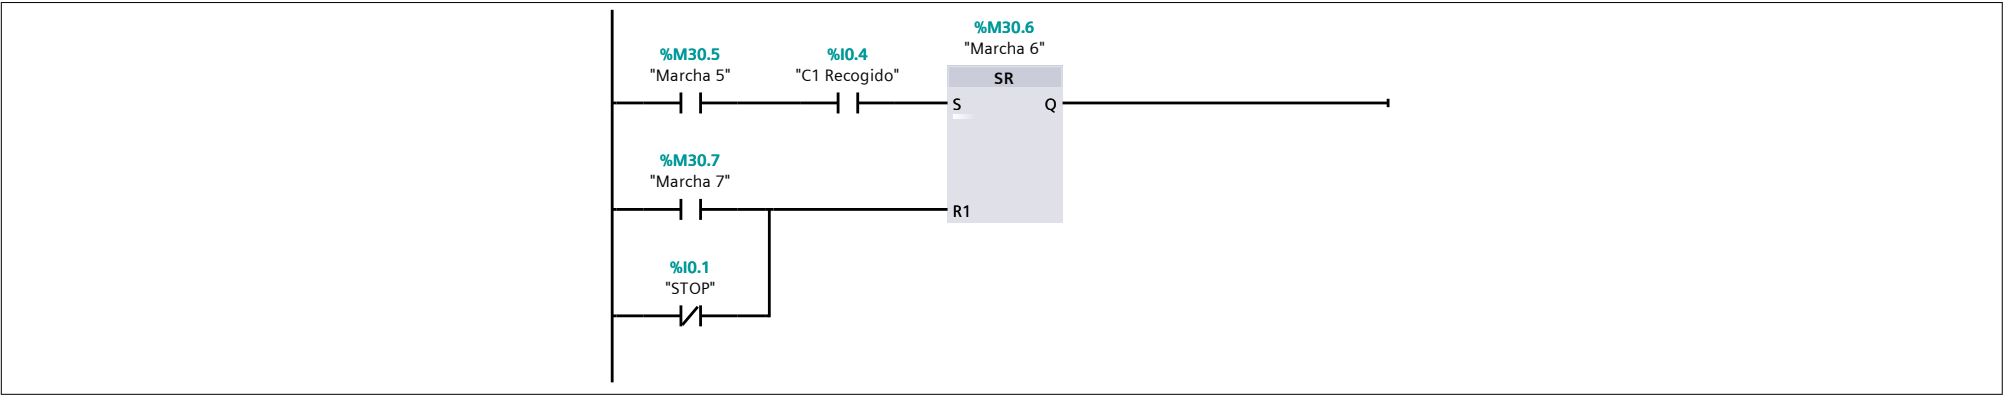 %M30.6
"Marcha 6"
%M30.5
"Marcha 5"
%I0.4
"C1 Recogido"
SR
S
Q
%M30.7
"Marcha 7"
R1
%I0.1
"STOP"